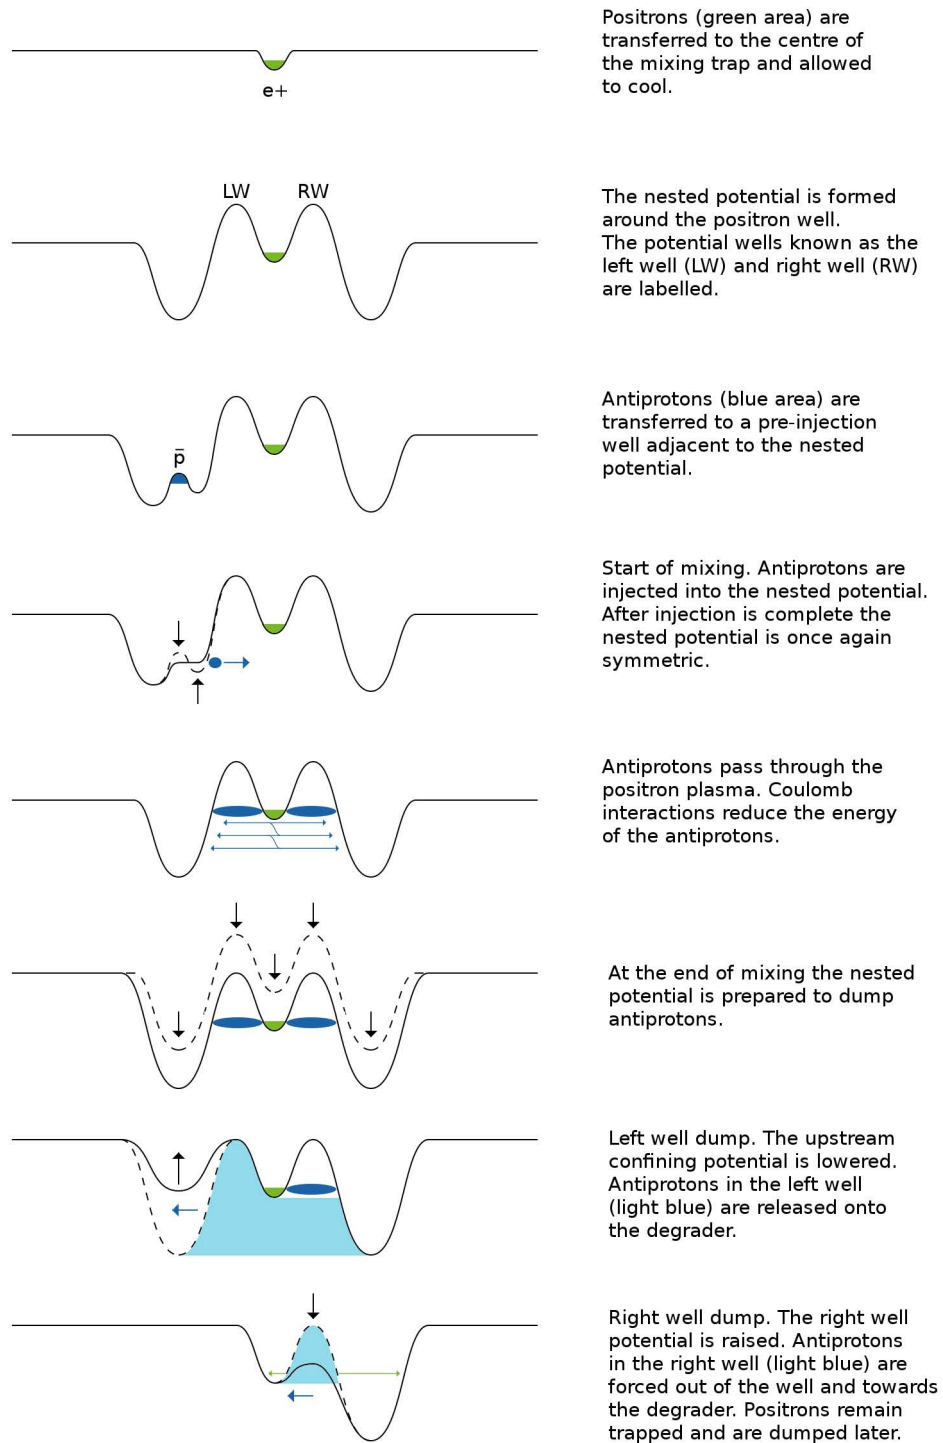 Positrons (green area) are
transferred to the centre of
the mixing trap and allowed
to cool.
e+
LW RW
The nested potential is formed
around the positron well.
The potential wells known as the
left well (LW) and right well (RW)
are labelled.
Antiprotons (blue area) are
transferred to a pre-injection
well adjacent to the nested
potential.
p̄
Start of mixing. Antiprotons are
injected into the nested potential.
After injection is complete the
nested potential is once again
symmetric.
Antiprotons pass through the
positron plasma. Coulomb
interactions reduce the energy
of the antiprotons.
At the end of mixing the nested
potential is prepared to dump
antiprotons.
Left well dump. The upstream
confining potential is lowered.
Antiprotons in the left well
(light blue) are released onto
the degrader.
Right well dump. The right well
potential is raised. Antiprotons
in the right well (light blue) are
forced out of the well and towards
the degrader. Positrons remain
trapped and are dumped later.